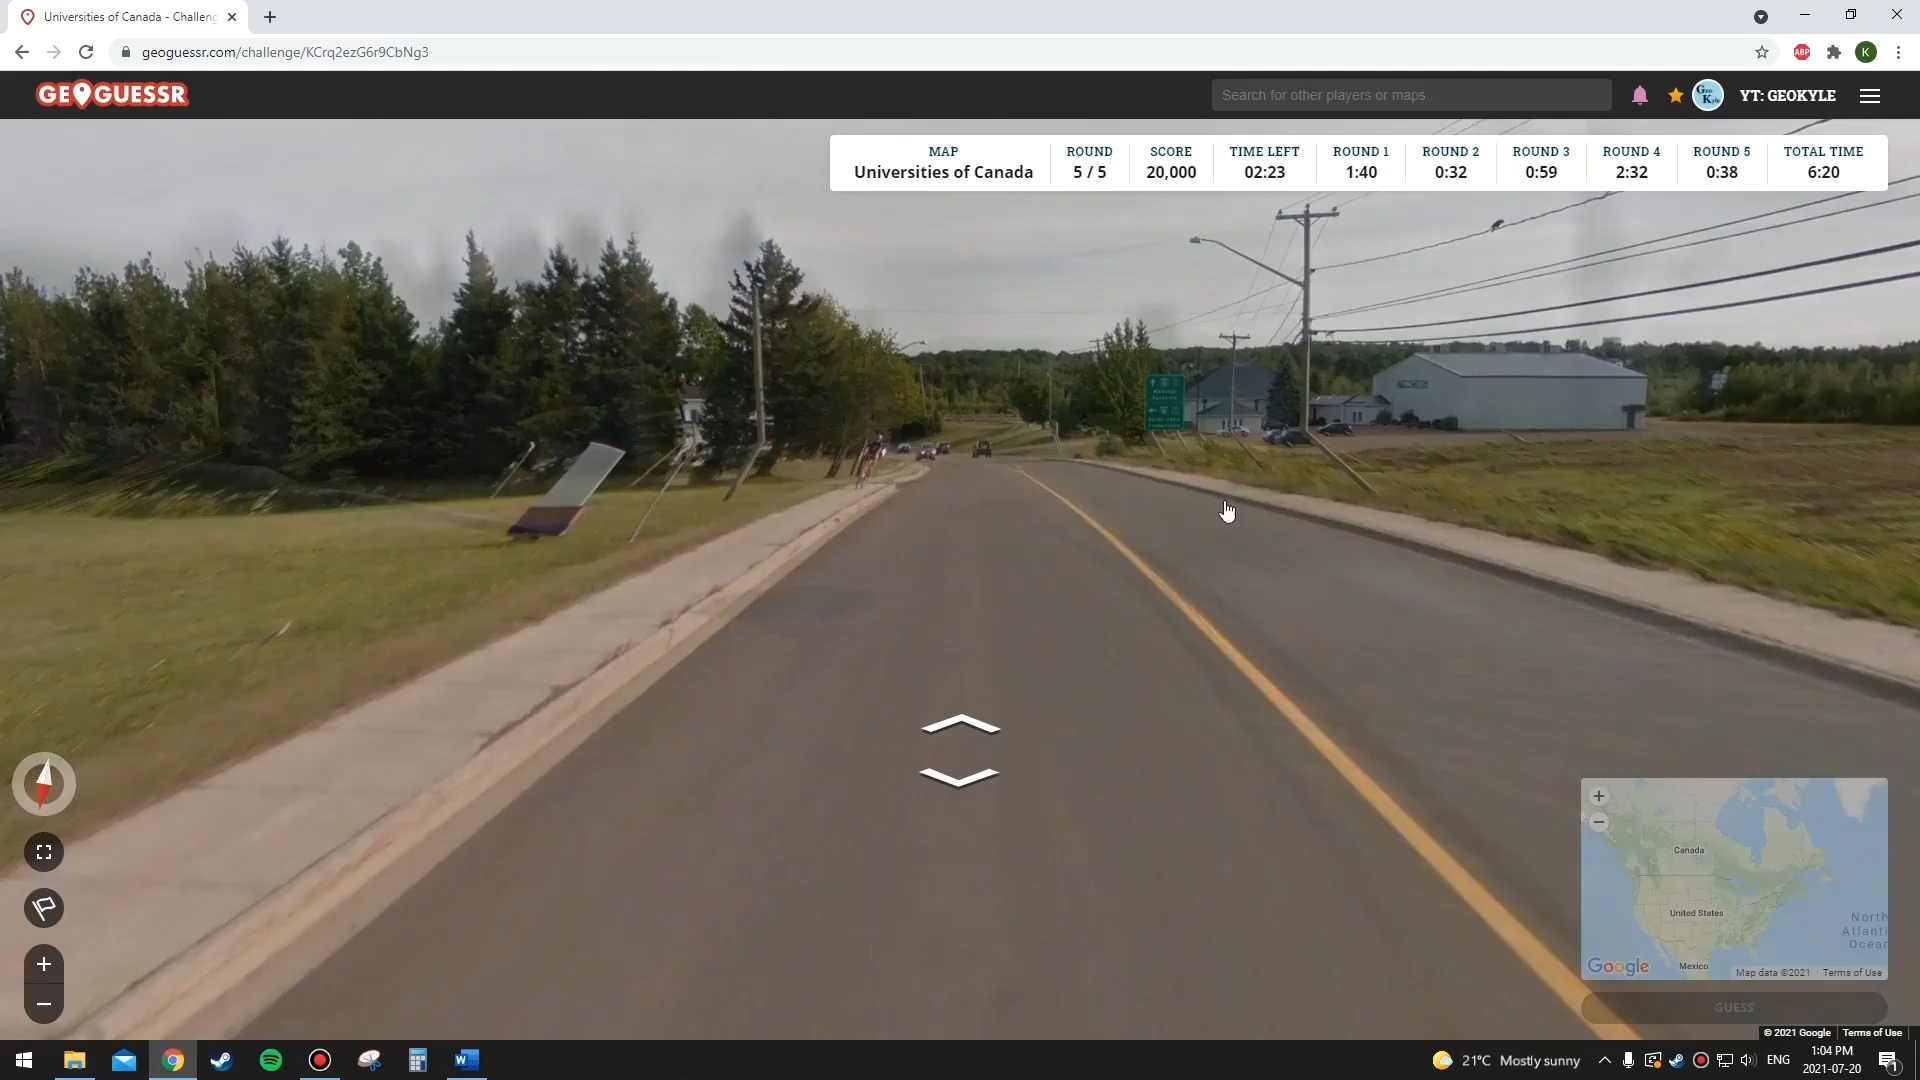 Universities of Canada - Challeng
geoguessr.com/challenge/KCrq2ezG6r9CbNg3
ABP
K
GEOGUESSR
Search for other players or maps
Geo Kyle
YT: GEOKYLE
MAP ROUND SCORE TIME LEFT ROUND 1 ROUND 2 ROUND 3 ROUND 4 ROUND 5 TOTAL TIME
Universities of Canada 5 / 5 20,000 02:23 1:40 0:32 0:59 2:32 0:38 6:20
Canada
United States
North
Atlanti
Ocean
Mexico
Google
Map data ©2021 Terms of Use
GUESS
© 2021 Google Terms of Use
21°C Mostly sunny
ENG
1:04 PM
2021-07-20
1